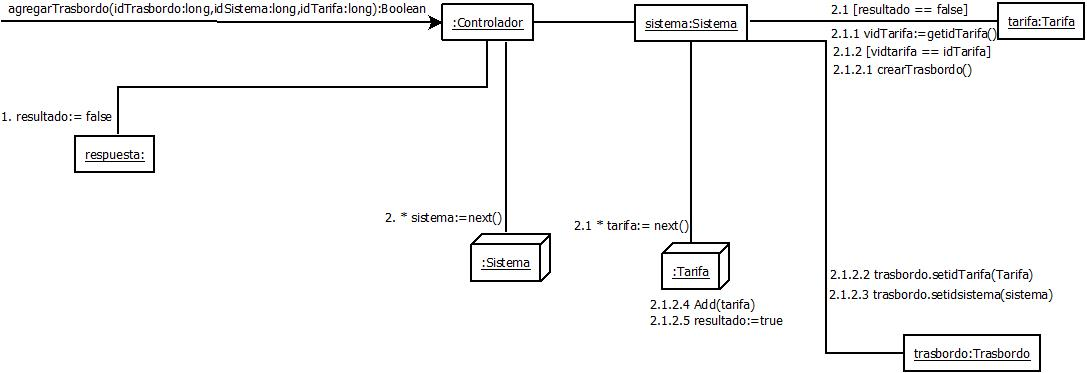 agregarTrasbordo(idTrasbordo:long,idSistema:long,idTarifa:long):Boolean
:Controlador
sistema:Sistema
2.1 [resultado == false]
tarifa:Tarifa
2.1.1 vidTarifa:=getidTarifa()
2.1.2 [vidtarifa == idTarifa]
2.1.2.1 crearTrasbordo()
1. resultado:= false
respuesta:
2. * sistema:=next()
2.1 * tarifa:= next()
:Sistema
:Tarifa
2.1.2.2 trasbordo.setidTarifa(Tarifa)
2.1.2.3 trasbordo.setidsistema(sistema)
2.1.2.4 Add(tarifa)
2.1.2.5 resultado:=true
trasbordo:Trasbordo